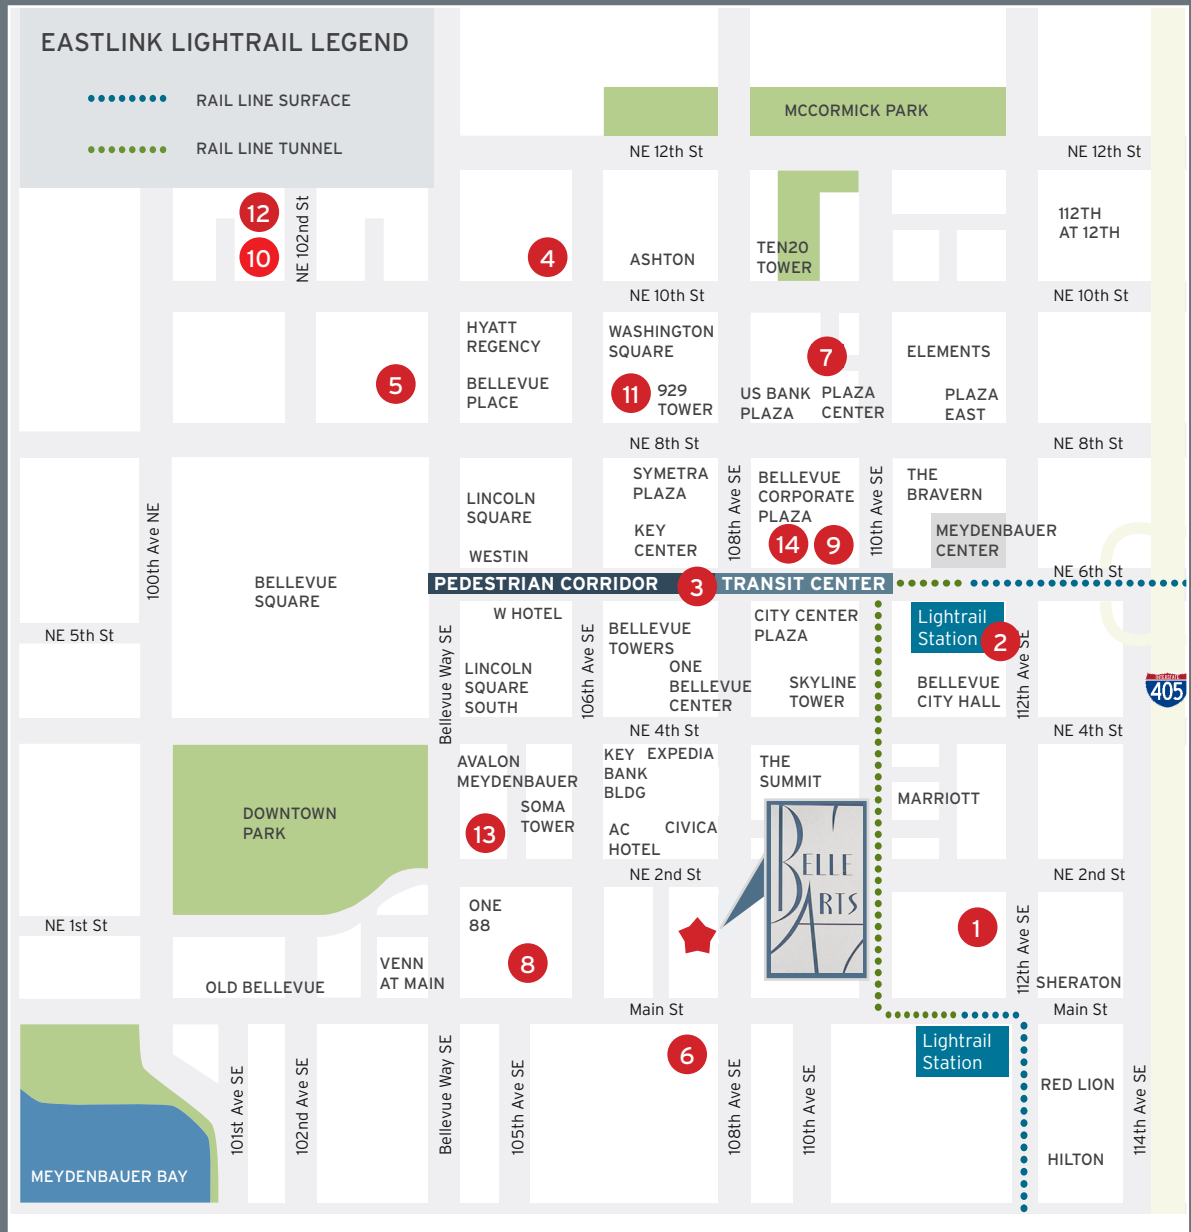 EASTLINK LIGHTRAIL LEGEND
RAIL LINE SURFACE
RAIL LINE TUNNEL
MCCORMICK PARK
NE 12th St
NE 12th St
12
10
NE 102nd St
4
ASHTON
TEN20
TOWER
112TH
AT 12TH
NE 10th St
NE 10th St
HYATT
REGENCY
BELLEVUE
PLACE
5
WASHINGTON
SQUARE
11
929
TOWER
7
US BANK
PLAZA
PLAZA
CENTER
ELEMENTS
PLAZA
EAST
NE 8th St
NE 8th St
100th Ave NE
BELLEVUE
SQUARE
LINCOLN
SQUARE
WESTIN
SYMETRA
PLAZA
KEY
CENTER
108th Ave SE
BELLEVUE
CORPORATE
PLAZA
14
9
110th Ave SE
THE
BRAVERN
MEYDENBAUER
CENTER
NE 6th St
PEDESTRIAN CORRIDOR
3
TRANSIT CENTER
NE 5th St
Bellevue Way SE
W HOTEL
LINCOLN
SQUARE
SOUTH
106th Ave SE
BELLEVUE
TOWERS
ONE
BELLEVUE
CENTER
CITY CENTER
PLAZA
SKYLINE
TOWER
Lightrail
Station
2
BELLEVUE
CITY HALL
112th Ave SE
INTERSTATE
405
NE 4th St
NE 4th St
DOWNTOWN
PARK
AVALON
MEYDENBAUER
SOMA
TOWER
13
KEY
BANK
BLDG
EXPEDIA
AC
HOTEL
CIVICA
THE
SUMMIT
MARRIOTT
BELLE
ARTS
NE 2nd St
NE 2nd St
NE 1st St
ONE
88
8
1
112th Ave SE
SHERATON
OLD BELLEVUE
VENN
AT MAIN
Main St
Main St
6
Lightrail
Station
101st Ave SE
102nd Ave SE
Bellevue Way SE
105th Ave SE
108th Ave SE
110th Ave SE
RED LION
HILTON
114th Ave SE
MEYDENBAUER BAY